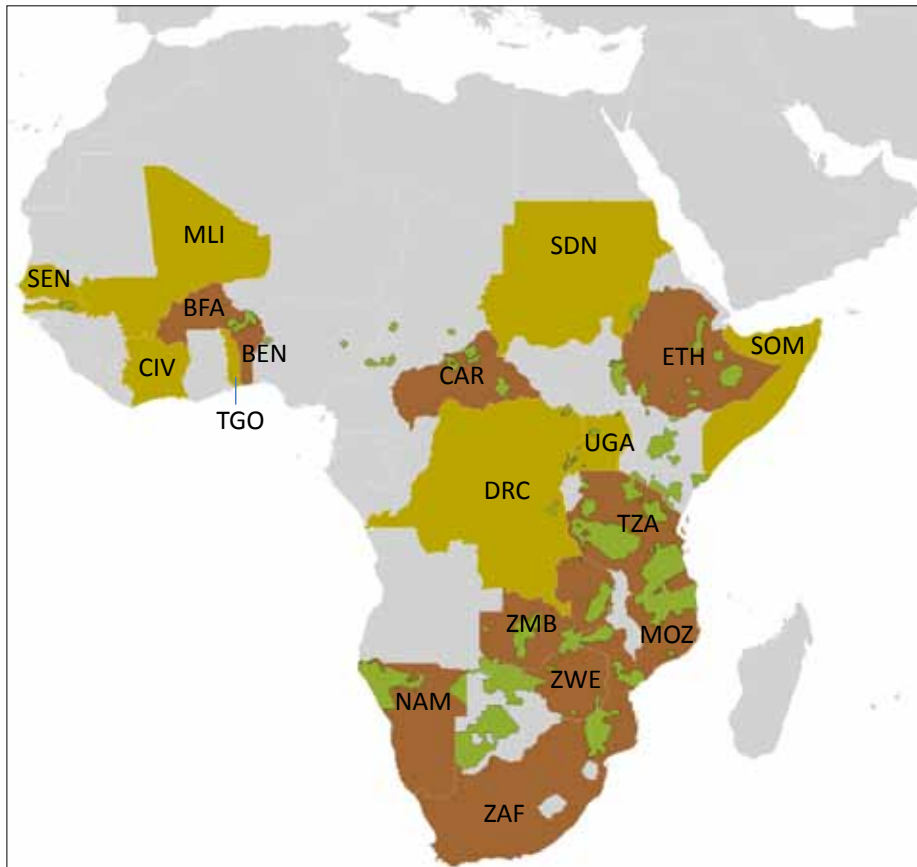 MLI
SDN
SEN
BFA
BEN
ETH
SOM
CIV
CAR
TGO
UGA
DRC
TZA
ZMB
MOZ
ZWE
NAM
ZAF